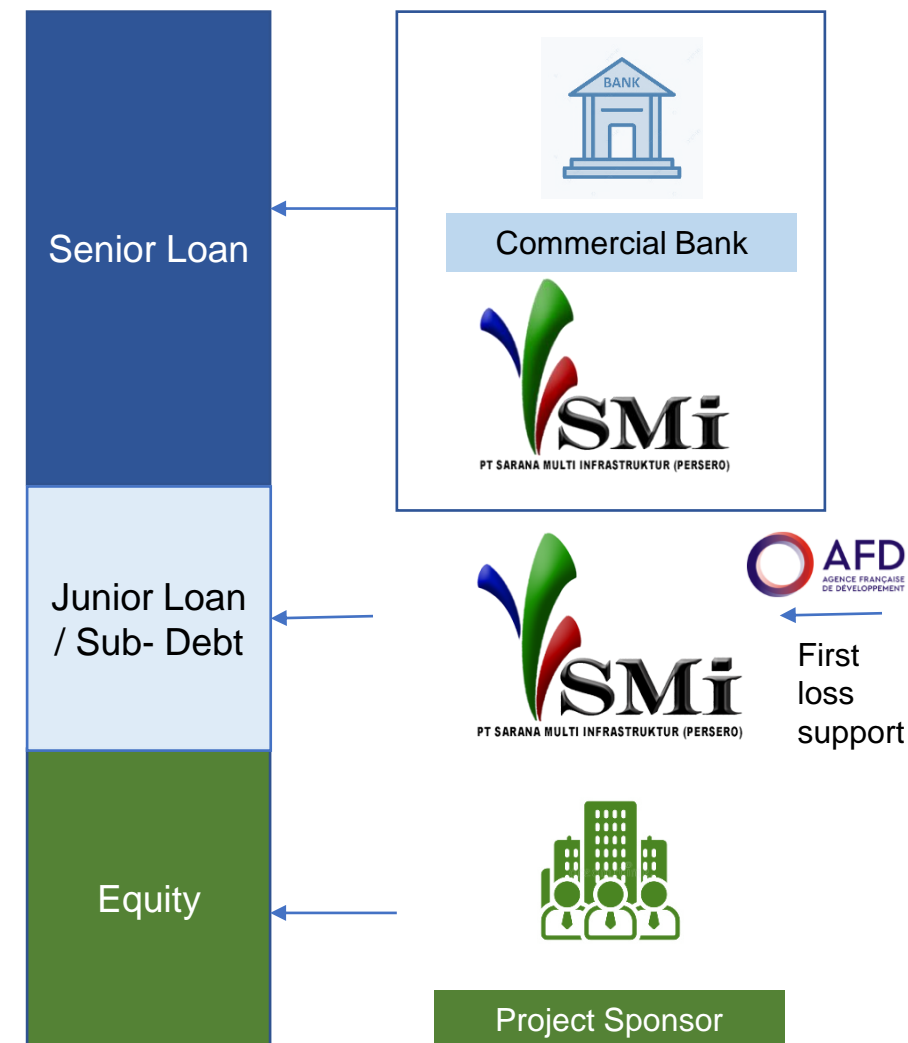 BANK
Senior Loan
Commercial Bank
SMi
PT SARANA MULTI INFRASTRUKTUR (PERSERO)
Junior Loan
/ Sub- Debt
SMi
PT SARANA MULTI INFRASTRUKTUR (PERSERO)
AFD
AGENCE FRANÇAISE
DE DÉVELOPPEMENT
First
loss
support
Equity
Project Sponsor